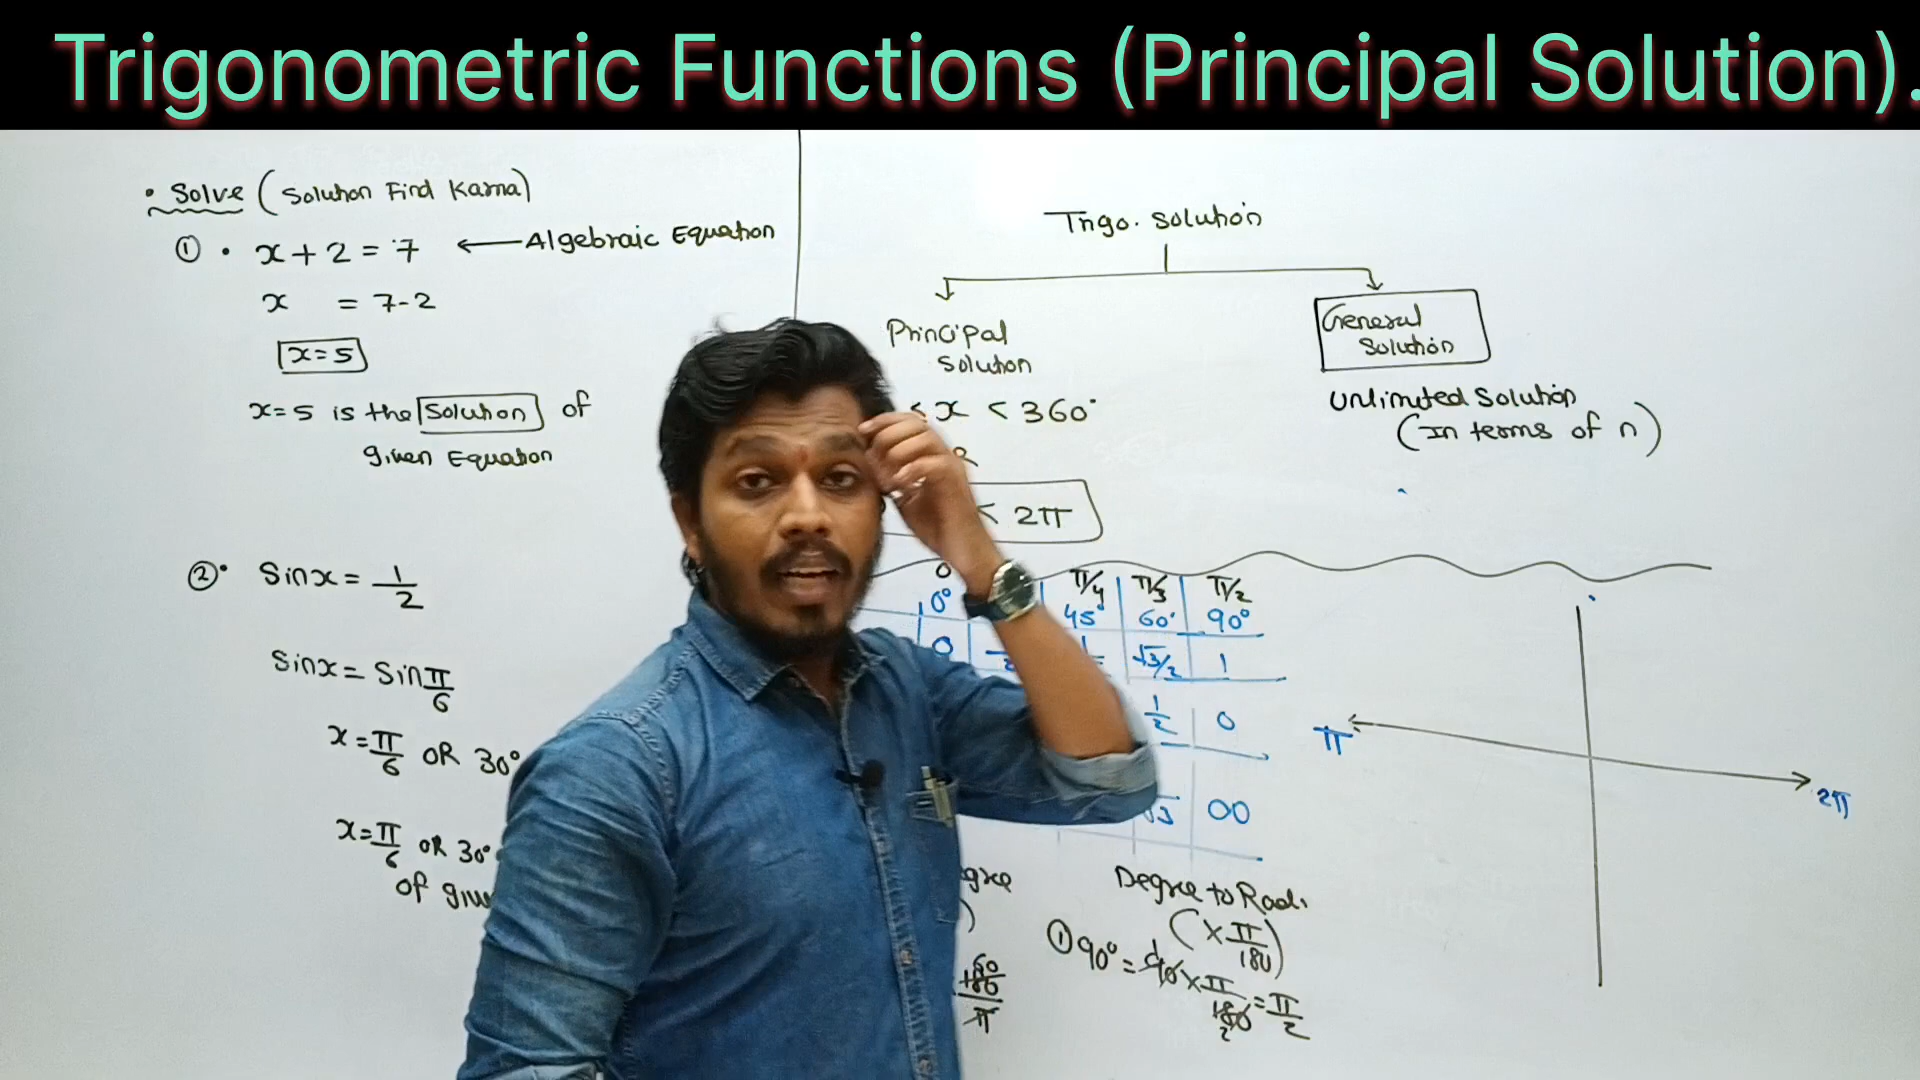 Trigonometric Functions (Principal Solution).
• Solve (Solution Find Karna)
① • x + 2 = 7 ← Algebraic Equation
x = 7-2
x=5
x=5 is the Solution of
given Equation
②• Sinx = 1/2
Sinx = Sin π/6
x = π/6 OR 30°
x = π/6 OR 30°
of
Trigo. Solution
Principal
Solution
x < 360°
< 2π
General
Solution
Unlimited Solution
(In terms of n)
0 π/4 π/3 π/2
0° 45° 60° 90°
0 √3/2 1
1/2 0
∞
π
2π
Degree to Rad.
(× π/180)
① 90° = 90 × π/180 = π/2
180
π